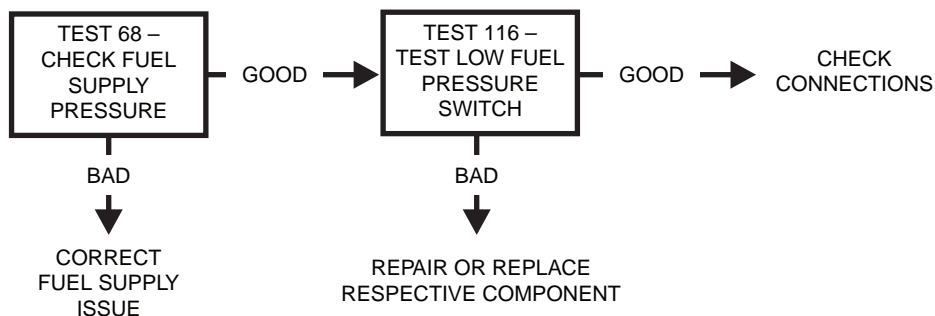 TEST 68 –
CHECK FUEL
SUPPLY
PRESSURE
GOOD
TEST 116 –
TEST LOW FUEL
PRESSURE
SWITCH
GOOD
CHECK
CONNECTIONS
BAD
BAD
CORRECT
FUEL SUPPLY
ISSUE
REPAIR OR REPLACE
RESPECTIVE COMPONENT